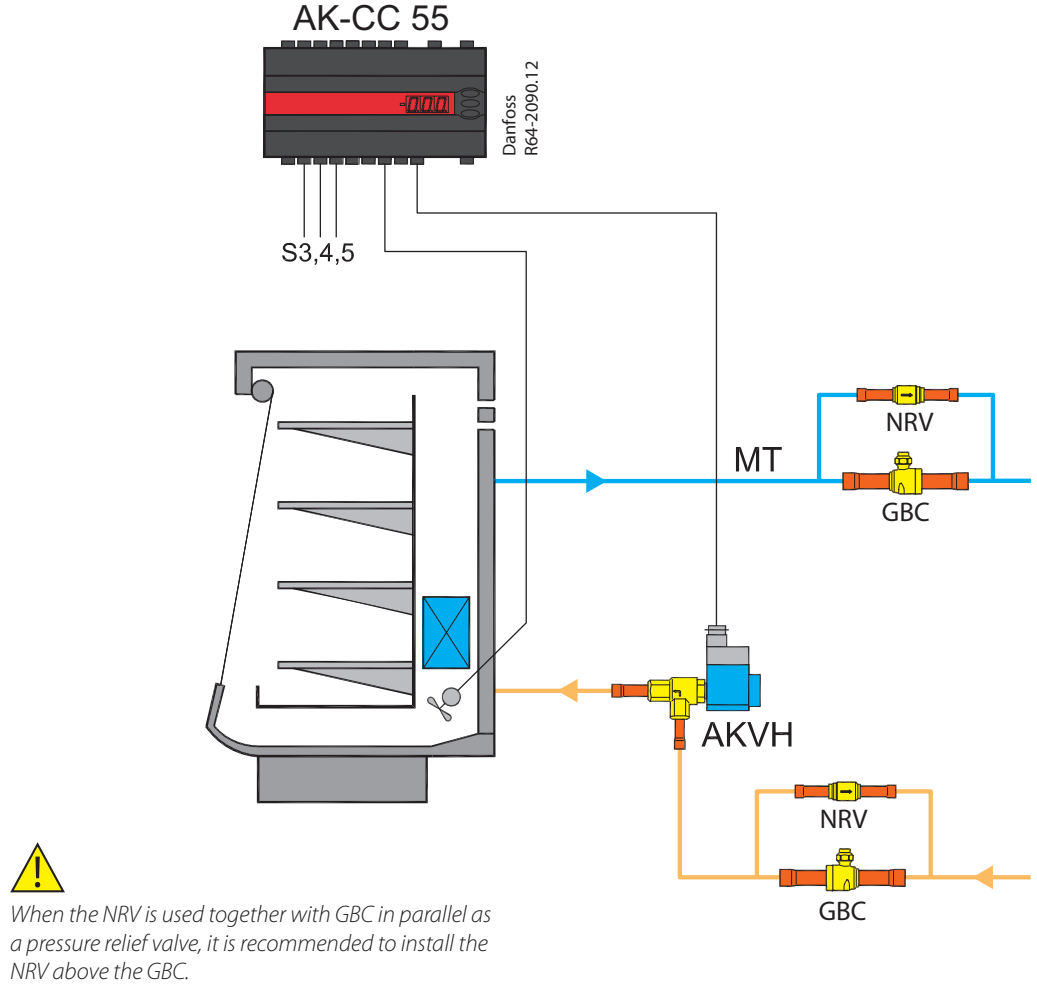 AK-CC 55
-000
Danfoss
R64-2090.12
S3,4,5
NRV
MT
GBC
AKVH
NRV
GBC
When the NRV is used together with GBC in parallel as
a pressure relief valve, it is recommended to install the
NRV above the GBC.